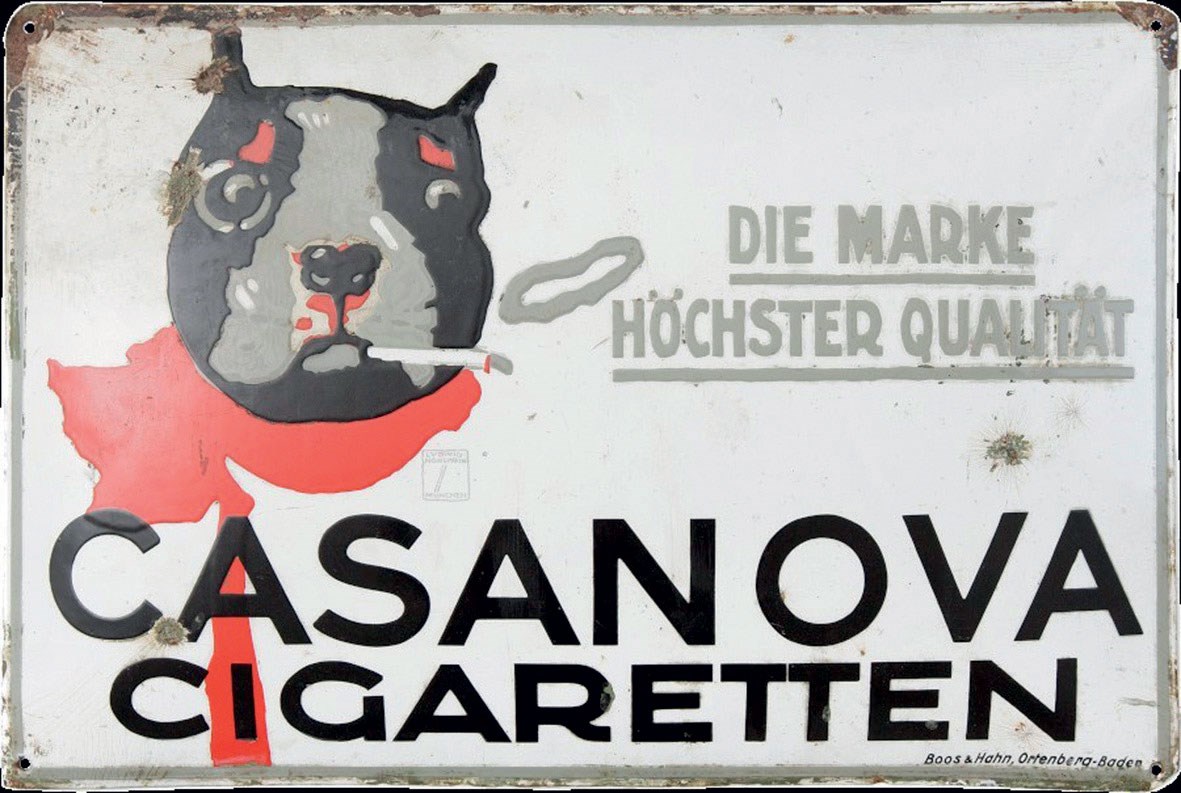 DIE MARKE
HÖCHSTER QUALITÄT
CASANOVA
CIGARETTEN
Boos & Hahn, Ortenberg-Baden